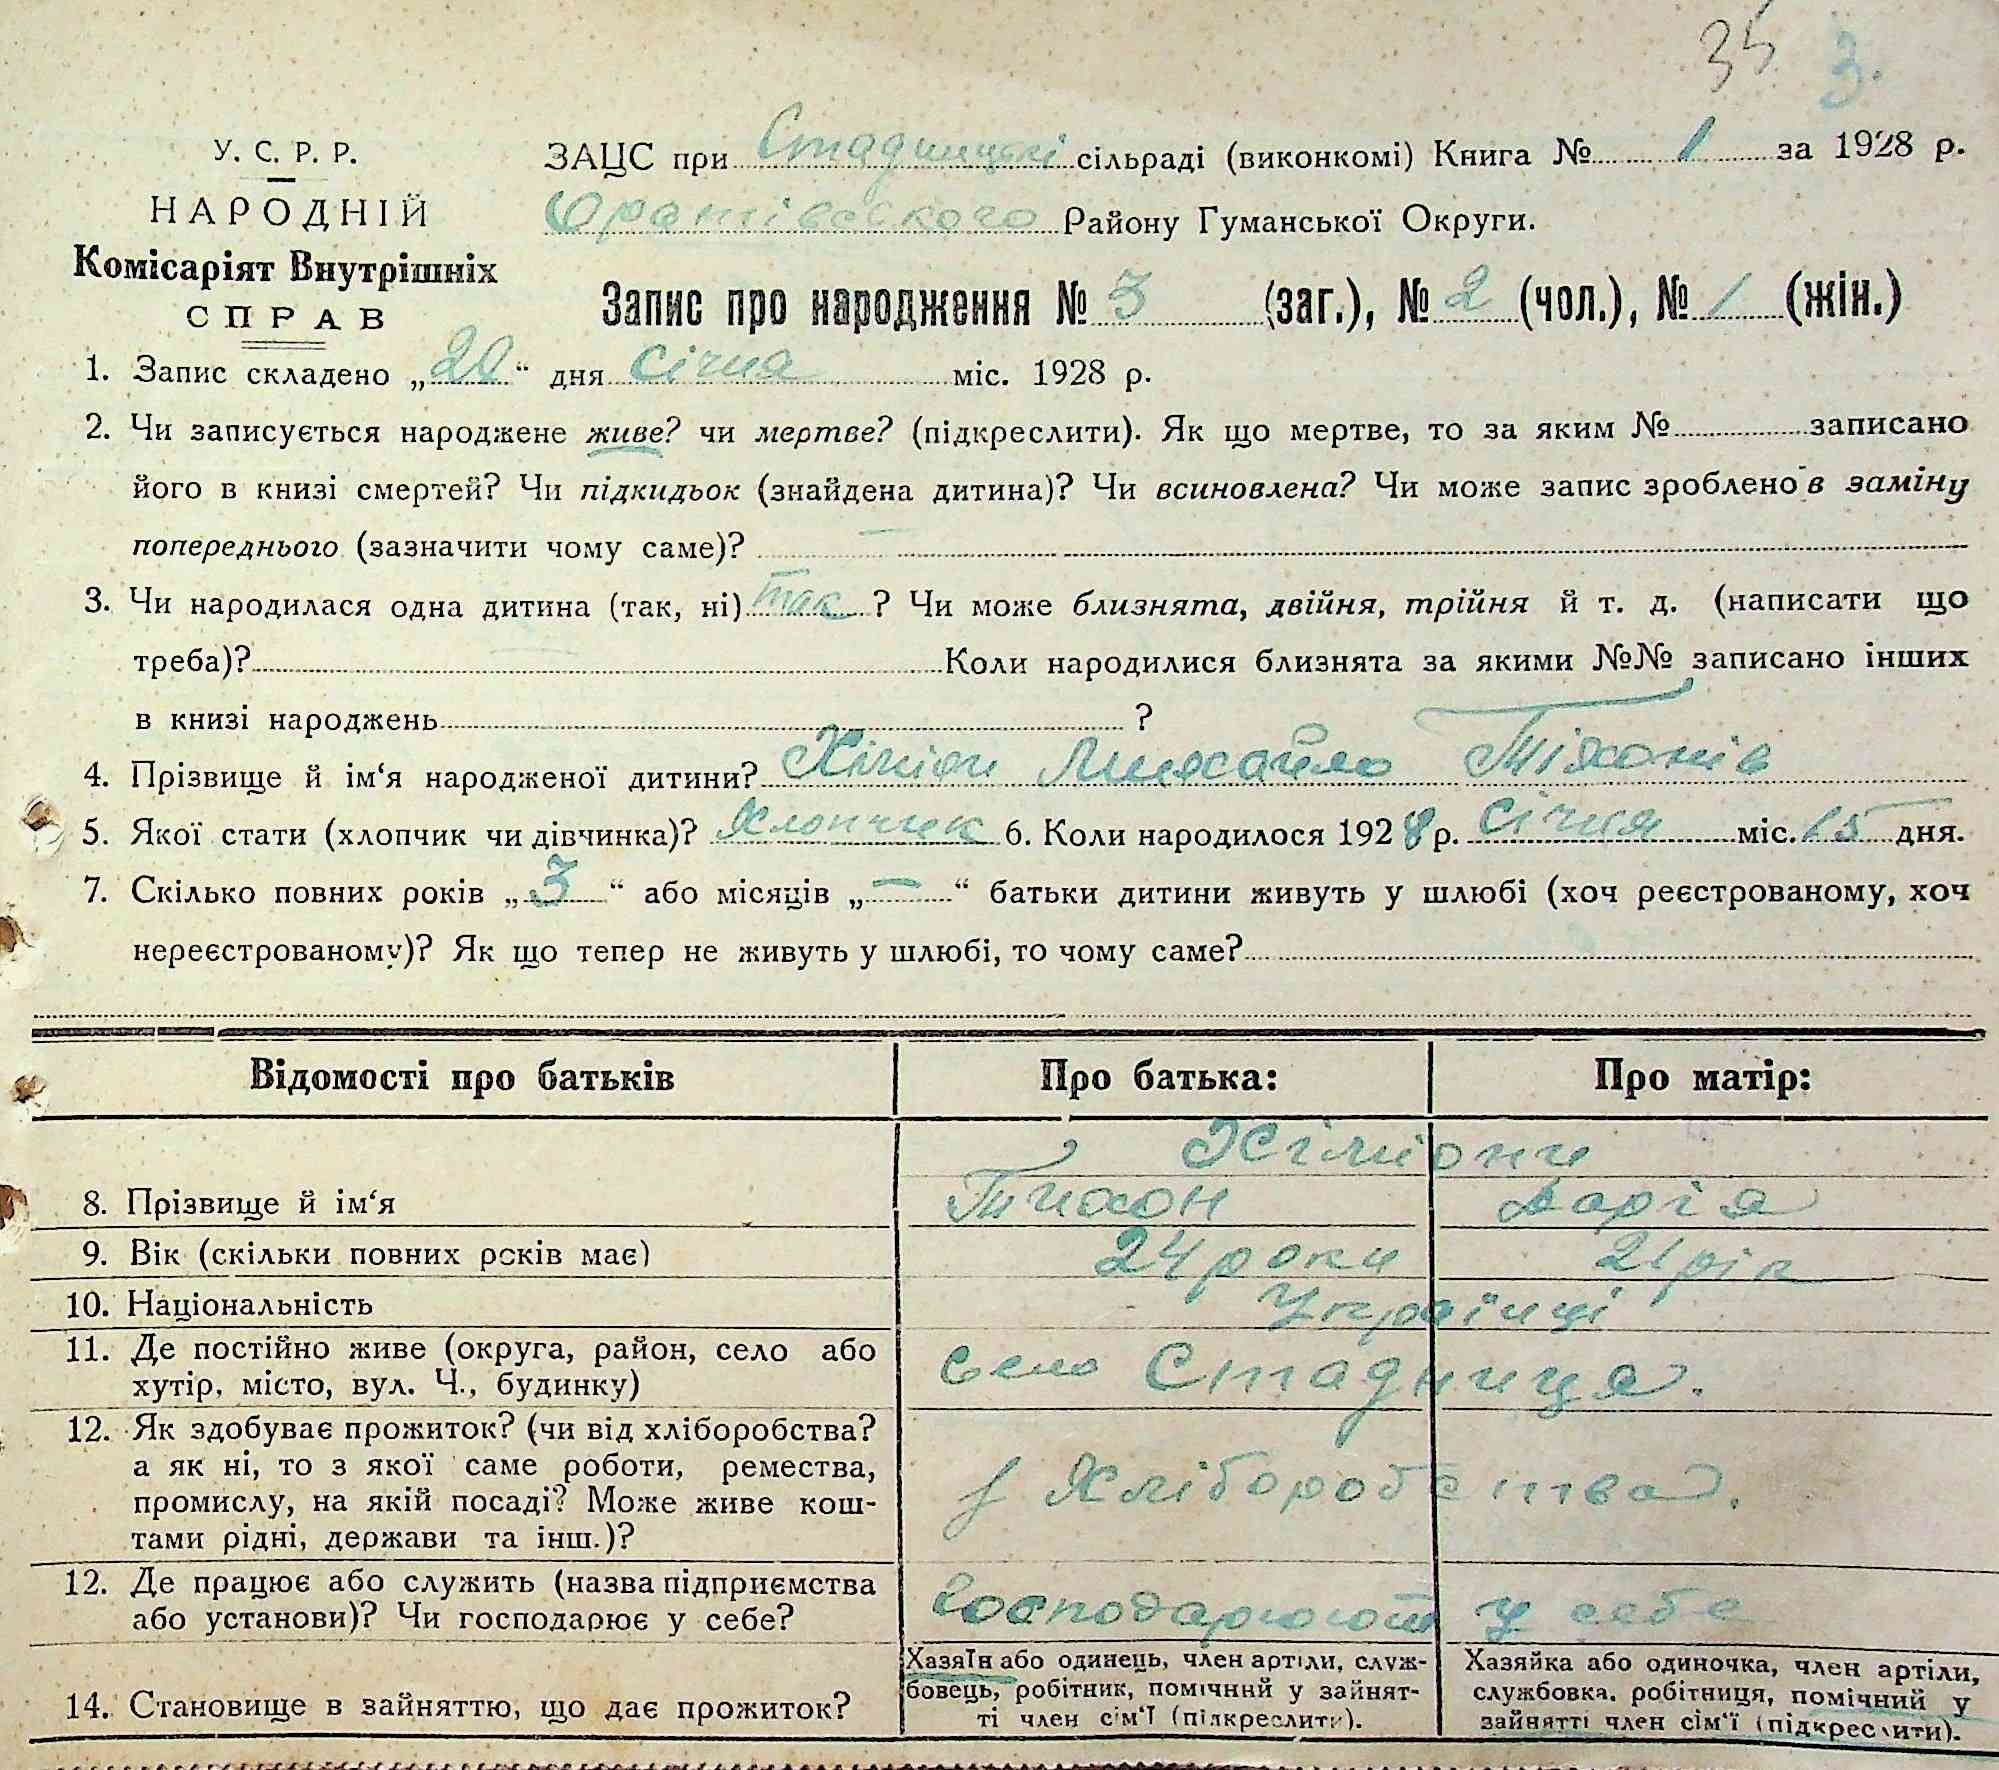 35 3.
У. С. Р. Р.
НАРОДНІЙ
Комісаріят Внутрішніх
СПРАВ
ЗАЦС при Стадницькі сільраді (виконкомі) Книга № 1 за 1928 р.
Оратівського Району Гуманської Округи.
Запис про народження № 3 (заг.), № 2 (чол.), № 1 (жін.)
1. Запис складено „20“ дня Січня міс. 1928 р.
2. Чи записується народжене живе? чи мертве? (підкреслити). Як що мертве, то за яким № записано
його в книзі смертей? Чи підкидьок (знайдена дитина)? Чи всиновлена? Чи може запис зроблено в заміну
попереднього (зазначити чому саме)? —
3. Чи народилася одна дитина (так, ні) так ? Чи може близнята, двійня, трійня й т. д. (написати що
треба)? Коли народилися близнята за якими №№ записано інших
в книзі народжень ?
4. Прізвище й ім‘я народженої дитини? Хіміон Михайло Тіхонів
5. Якої стати (хлопчик чи дівчинка)? Хлопчик 6. Коли народилося 1928 р. Січня міс. 15 дня.
7. Скілько повних років „3“ або місяців „—“ батьки дитини живуть у шлюбі (хоч реєстрованому, хоч
нереєстрованому)? Як що тепер не живуть у шлюбі, то чому саме?
Відомості про батьків Про батька: Про матір:
Хіміони
8. Прізвище й ім‘я Тихон Дарія
9. Вік (скільки повних років має) 24 роки 21 рік
10. Національність Українці
11. Де постійно живе (округа, район, село або
хутір, місто, вул. Ч., будинку) Село Стадниця.
12. Як здобуває прожиток? (чи від хліборобства?
а як ні, то з якої саме роботи, ремества,
промислу, на якій посаді? Може живе кош-
тами рідні, держави та інш.)? з Хліборобства.
12. Де працює або служить (назва підприємства
або установи)? Чи господарює у себе? Господарюют у себе
14. Становище в зайняттю, що дає прожиток?
Хазяїн або одинець, член артіли, служ-
бовець, робітник, помічний у зайнят-
ті член сім‘ї (підкреслити).
Хазяйка або одиночка, член артіли,
службовка. робітниця, помічний у
зайнятті член сім‘ї (підкреслити).